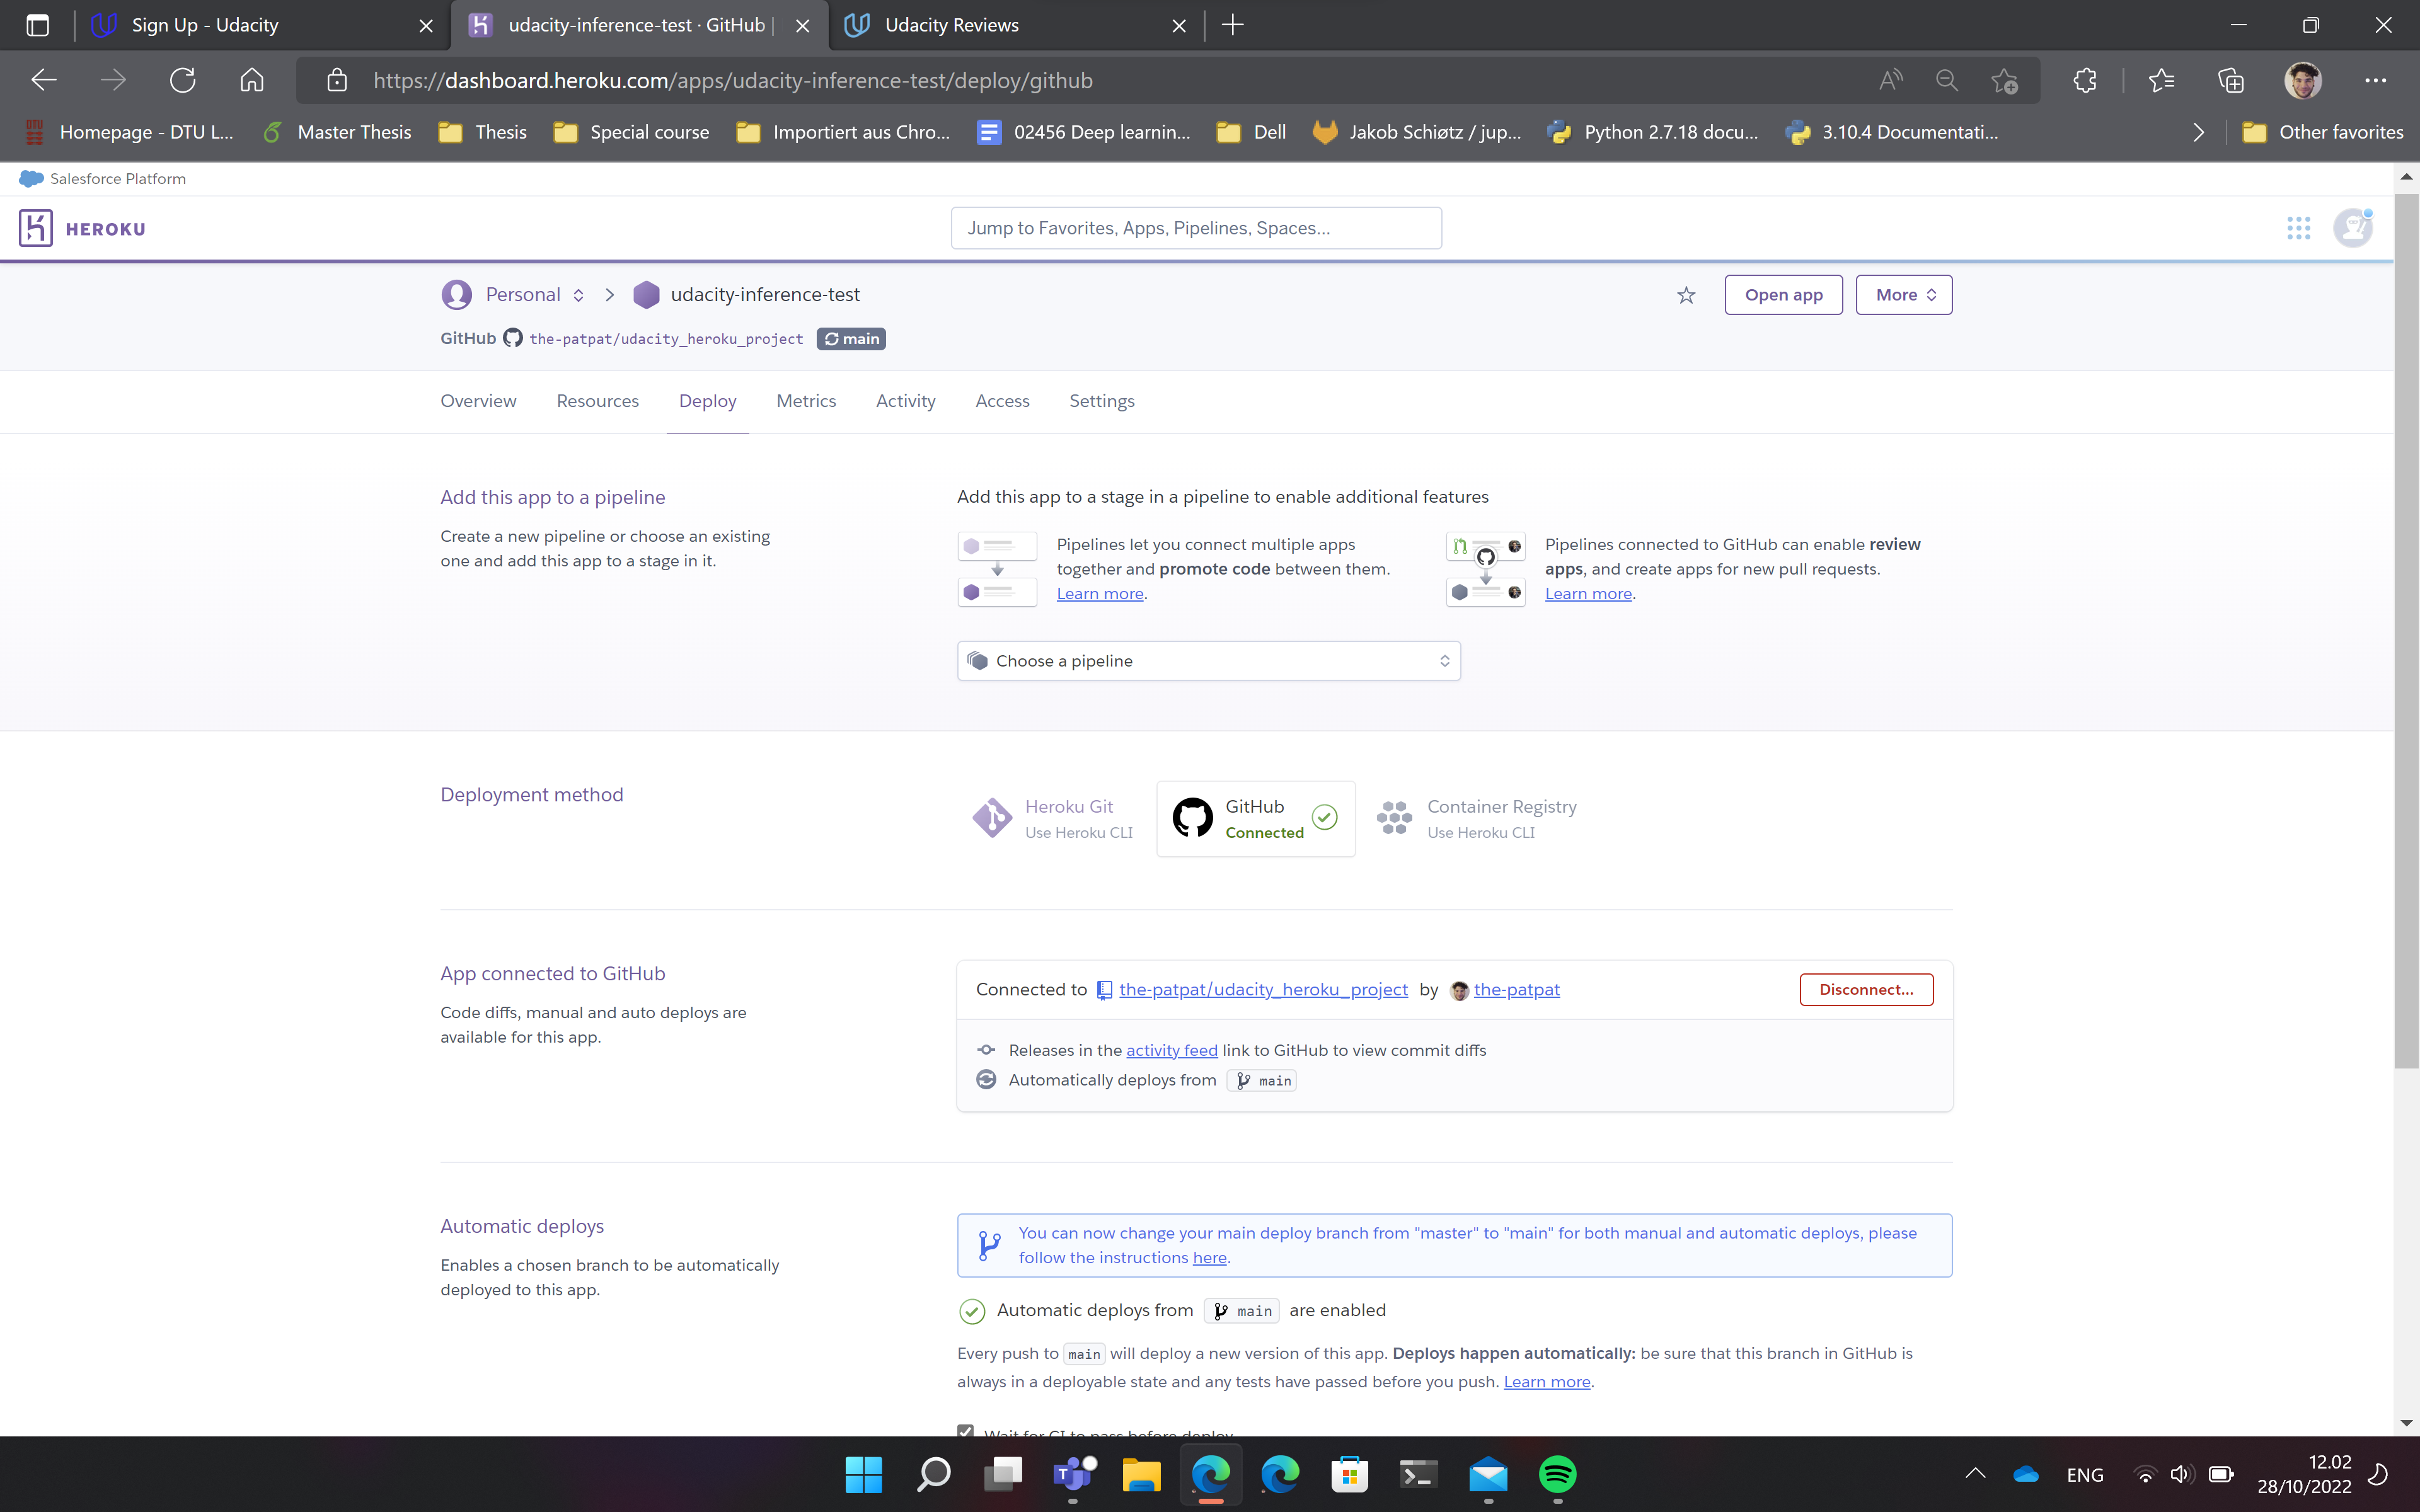 Sign Up - Udacity
udacity-inference-test · GitHub |
Udacity Reviews
https://dashboard.heroku.com/apps/udacity-inference-test/deploy/github
Homepage - DTU L...
Master Thesis
Thesis
Special course
Importiert aus Chro...
02456 Deep learnin...
Dell
Jakob Schiøtz / jup...
Python 2.7.18 docu...
3.10.4 Documentati...
Other favorites
Salesforce Platform
HEROKU
Jump to Favorites, Apps, Pipelines, Spaces...
Personal
udacity-inference-test
Open app
More
GitHub the-patpat/udacity_heroku_project main
Overview
Resources
Deploy
Metrics
Activity
Access
Settings
Add this app to a pipeline
Create a new pipeline or choose an existing
one and add this app to a stage in it.
Add this app to a stage in a pipeline to enable additional features
Pipelines let you connect multiple apps
together and promote code between them.
Learn more.
Pipelines connected to GitHub can enable review
apps, and create apps for new pull requests.
Learn more.
Choose a pipeline
Deployment method
Heroku Git
Use Heroku CLI
GitHub
Connected
Container Registry
Use Heroku CLI
App connected to GitHub
Code diffs, manual and auto deploys are
available for this app.
Connected to the-patpat/udacity_heroku_project by the-patpat
Disconnect...
Releases in the activity feed link to GitHub to view commit diffs
Automatically deploys from main
Automatic deploys
Enables a chosen branch to be automatically
deployed to this app.
You can now change your main deploy branch from "master" to "main" for both manual and automatic deploys, please
follow the instructions here.
Automatic deploys from main are enabled
Every push to main will deploy a new version of this app. Deploys happen automatically: be sure that this branch in GitHub is
always in a deployable state and any tests have passed before you push. Learn more.
Wait for CI to pass before deploy
ENG
12.02
28/10/2022